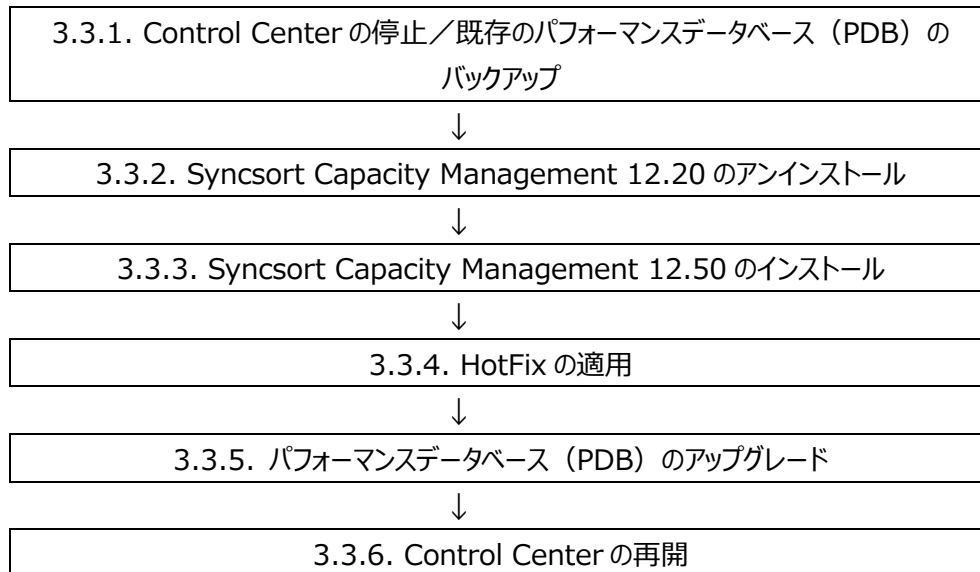 3.3.1. Control Center の停止／既存のパフォーマンスデータベース（PDB）の
バックアップ
↓
3.3.2. Syncsort Capacity Management 12.20 のアンインストール
↓
3.3.3. Syncsort Capacity Management 12.50 のインストール
↓
3.3.4. HotFix の適用
↓
3.3.5. パフォーマンスデータベース（PDB）のアップグレード
↓
3.3.6. Control Center の再開